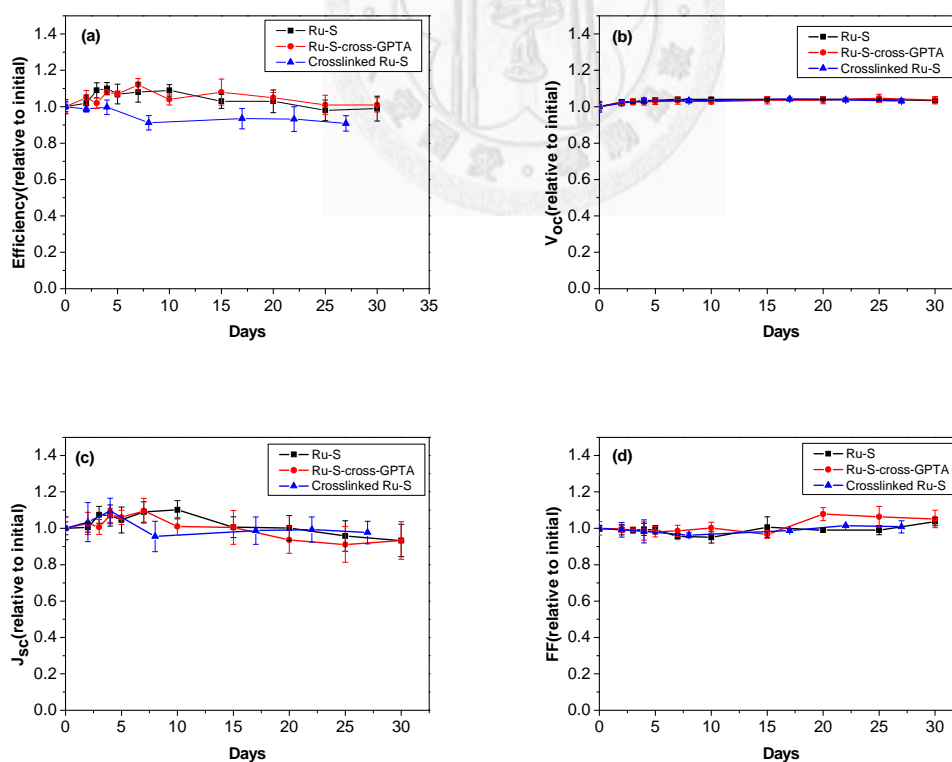 (a)
Ru-S
Ru-S-cross-GPTA
Crosslinked Ru-S
Efficiency(relative to initial)
1.4
1.2
1.0
0.8
0.6
0.4
0.2
0.0
0 5 10 15 20 25 30 35
Days
(b)
Ru-S
Ru-S-cross-GPTA
Crosslinked Ru-S
VOC(relative to initial)
1.4
1.2
1.0
0.8
0.6
0.4
0.2
0.0
0 5 10 15 20 25 30
Days
(c)
Ru-S
Ru-S-cross-GPTA
Crosslinked Ru-S
JSC(relative to initial)
1.4
1.2
1.0
0.8
0.6
0.4
0.2
0.0
0 5 10 15 20 25 30
Days
(d)
Ru-S
Ru-S-cross-GPTA
Crosslinked Ru-S
FF(relative to initial)
1.4
1.2
1.0
0.8
0.6
0.4
0.2
0.0
0 5 10 15 20 25 30
Days